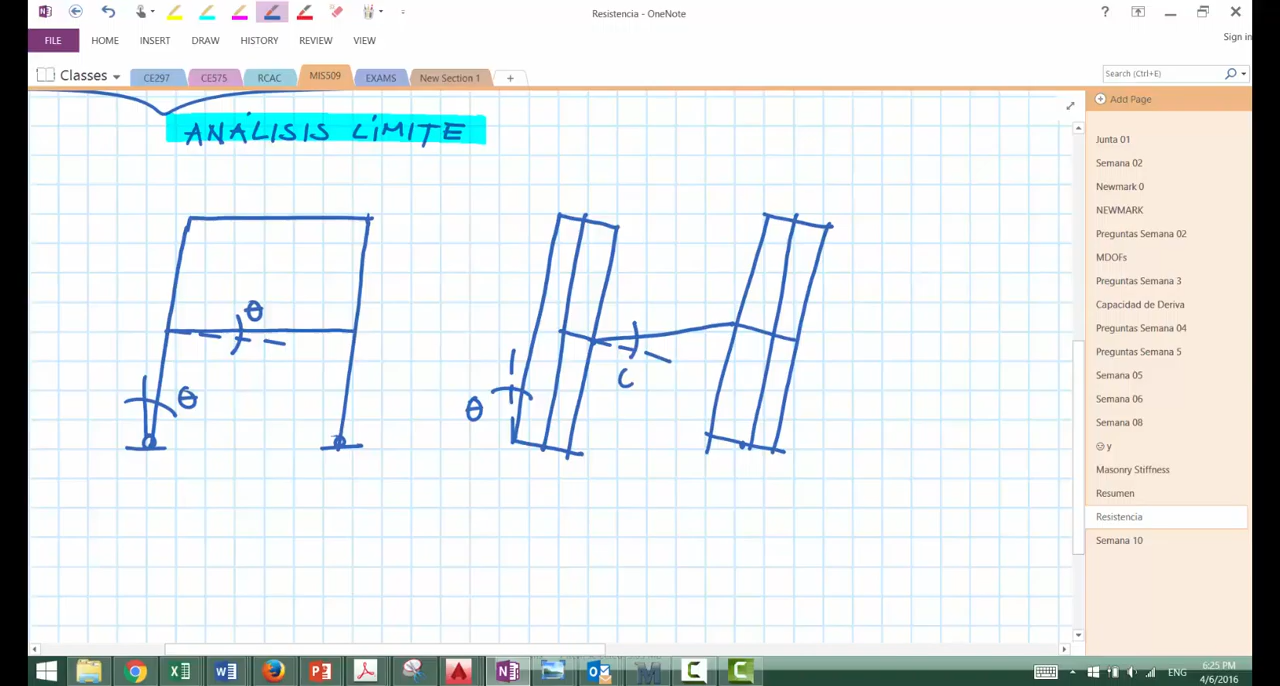 Resistencia - OneNote
Sign in
FILE
HOME
INSERT
DRAW
HISTORY
REVIEW
VIEW
Classes
CE297
CE575
RCAC
MIS509
EXAMS
New Section 1
Search (Ctrl+E)
Add Page
ANÁLISIS LÍMITE
θ
θ
θ
C
Junta 01
Semana 02
Newmark 0
NEWMARK
Preguntas Semana 02
MDOFs
Preguntas Semana 3
Capacidad de Deriva
Preguntas Semana 04
Preguntas Semana 5
Semana 05
Semana 06
Semana 08
☺ y
Masonry Stiffness
Resumen
Resistencia
Semana 10
ENG
6:25 PM
4/6/2016